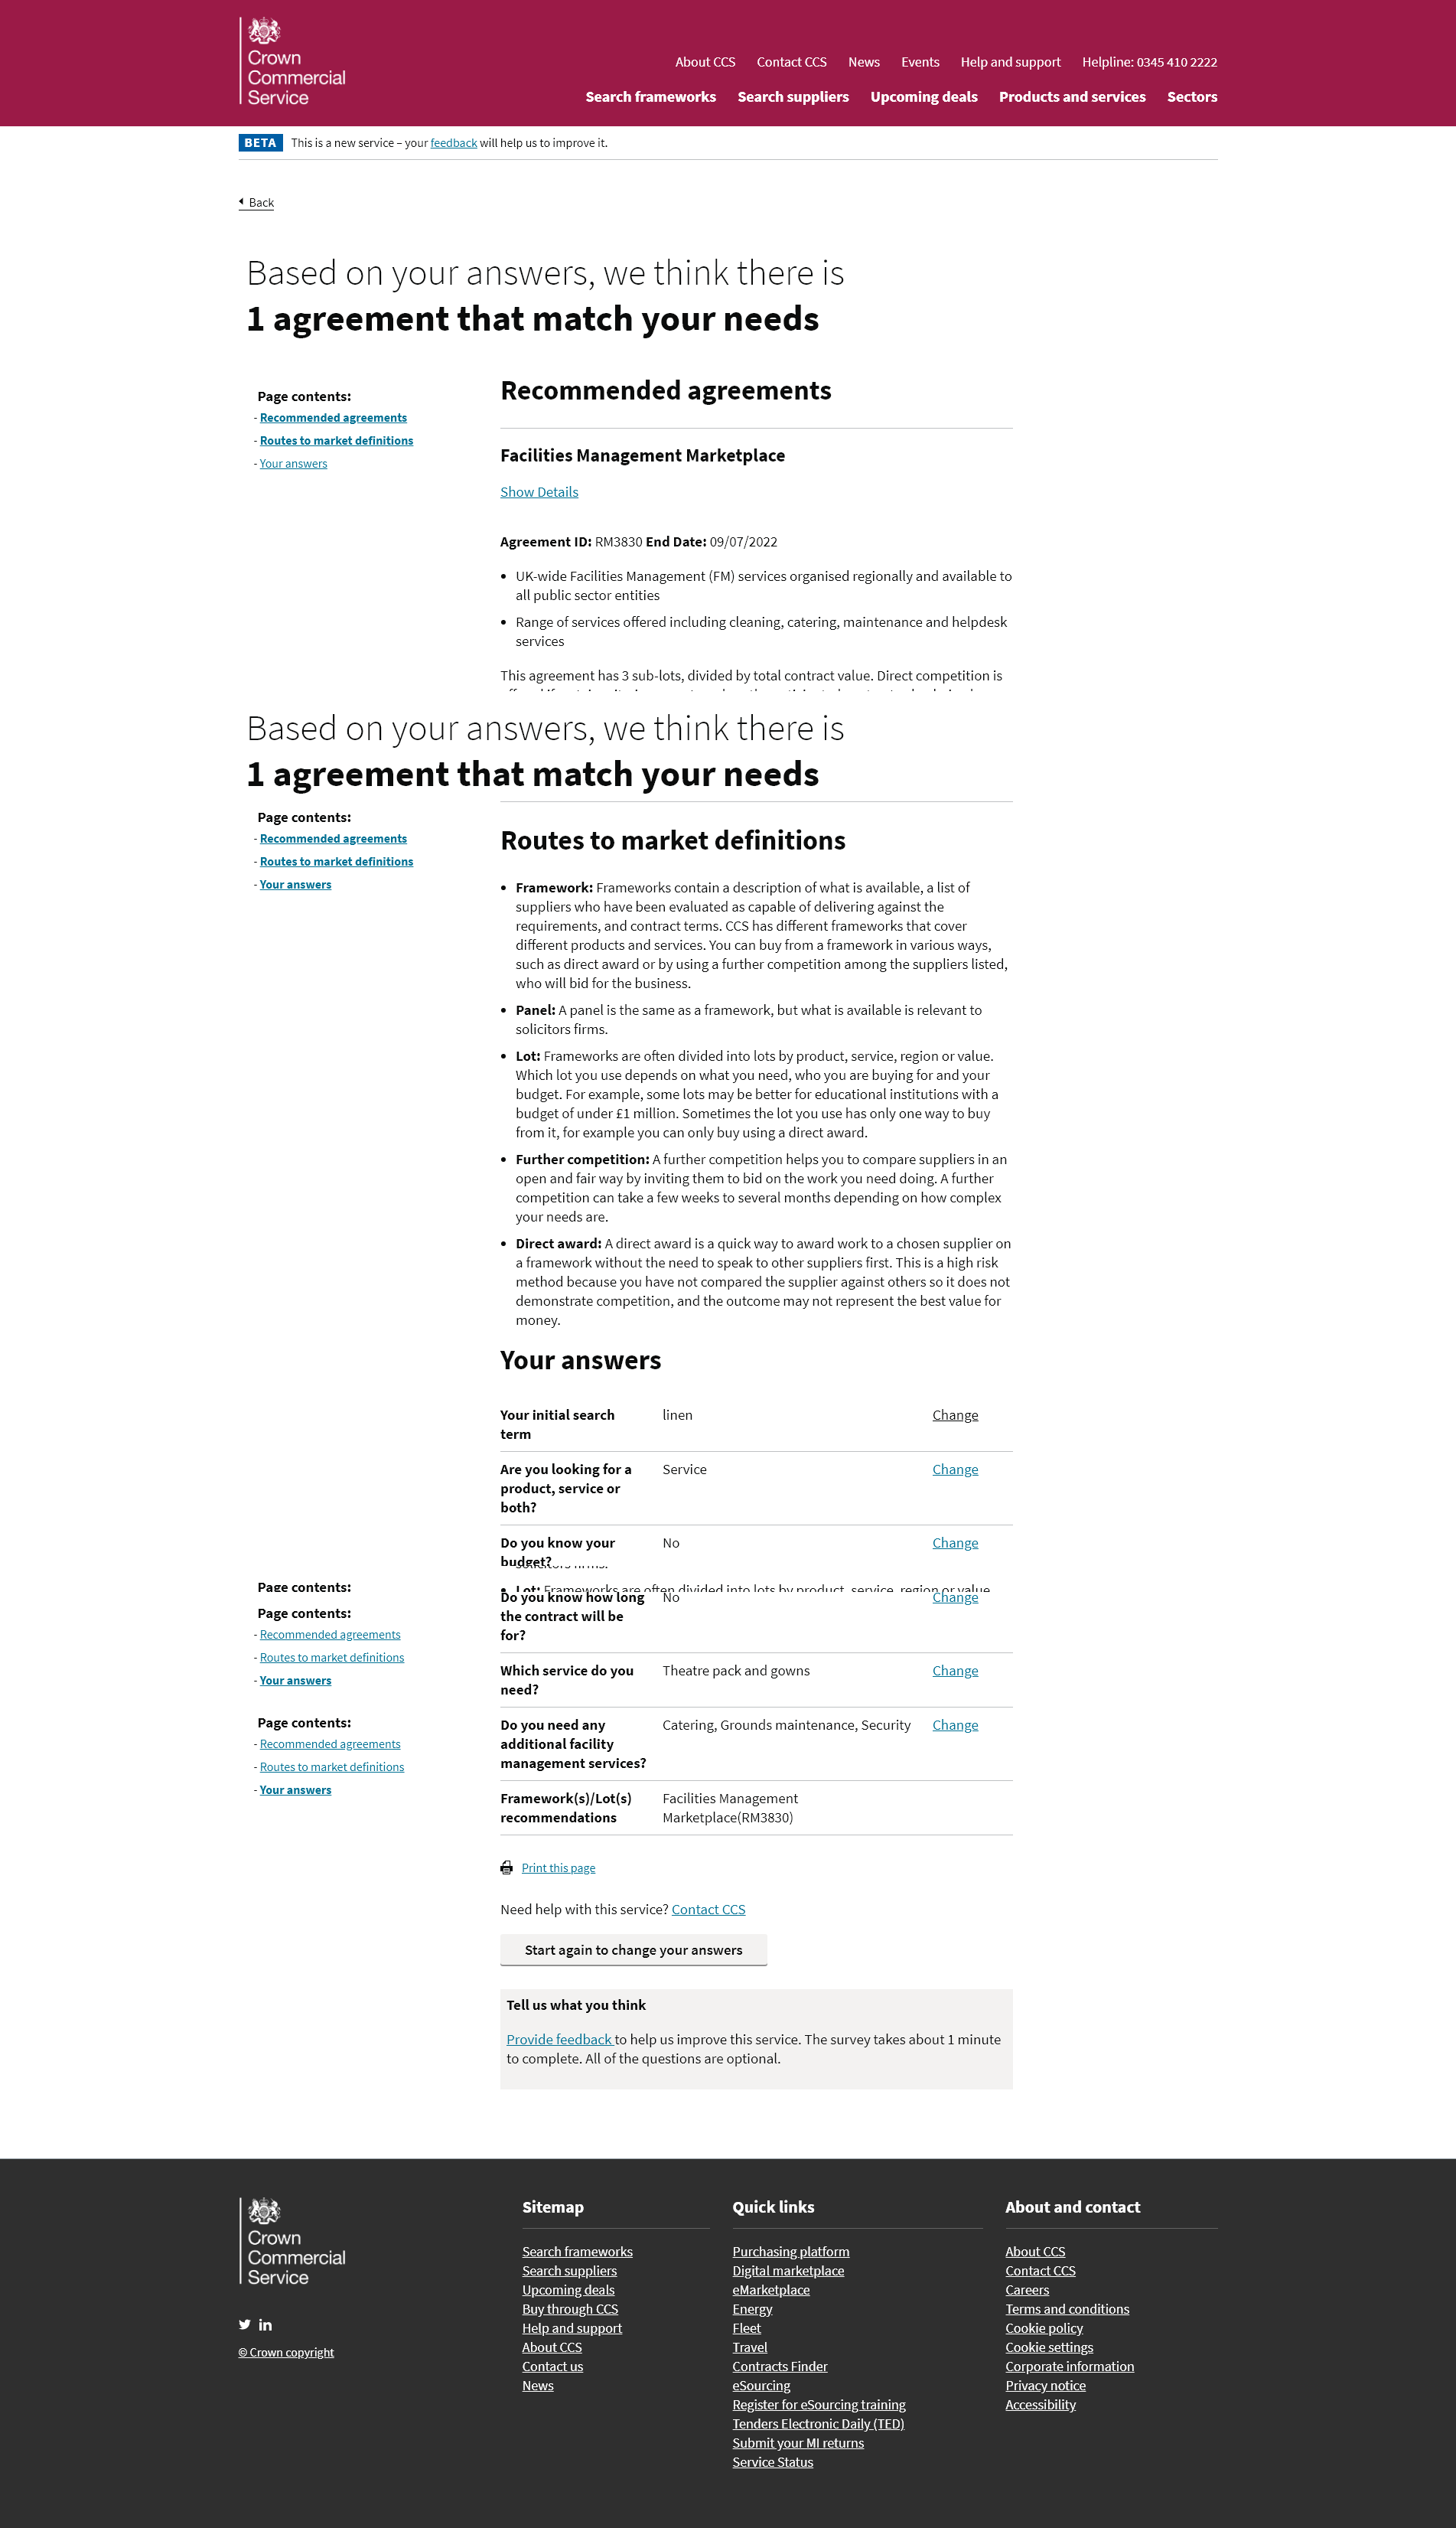 Crown
Commercial
Service
About CCS Contact CCS News Events Help and support Helpline: 0345 410 2222
Search frameworks Search suppliers Upcoming deals Products and services Sectors
BETA This is a new service – your feedback will help us to improve it.
Back
Based on your answers, we think there is
1 agreement that match your needs
Page contents:
- Recommended agreements
- Routes to market definitions
- Your answers
Recommended agreements
Facilities Management Marketplace
Show Details
Agreement ID: RM3830 End Date: 09/07/2022
• UK-wide Facilities Management (FM) services organised regionally and available to
all public sector entities
• Range of services offered including cleaning, catering, maintenance and helpdesk
services
This agreement has 3 sub-lots, divided by total contract value. Direct competition is
Based on your answers, we think there is
1 agreement that match your needs
Page contents:
- Recommended agreements
- Routes to market definitions
- Your answers
Routes to market definitions
• Framework: Frameworks contain a description of what is available, a list of
suppliers who have been evaluated as capable of delivering against the
requirements, and contract terms. CCS has different frameworks that cover
different products and services. You can buy from a framework in various ways,
such as direct award or by using a further competition among the suppliers listed,
who will bid for the business.
• Panel: A panel is the same as a framework, but what is available is relevant to
solicitors firms.
• Lot: Frameworks are often divided into lots by product, service, region or value.
Which lot you use depends on what you need, who you are buying for and your
budget. For example, some lots may be better for educational institutions with a
budget of under £1 million. Sometimes the lot you use has only one way to buy
from it, for example you can only buy using a direct award.
• Further competition: A further competition helps you to compare suppliers in an
open and fair way by inviting them to bid on the work you need doing. A further
competition can take a few weeks to several months depending on how complex
your needs are.
• Direct award: A direct award is a quick way to award work to a chosen supplier on
a framework without the need to speak to other suppliers first. This is a high risk
method because you have not compared the supplier against others so it does not
demonstrate competition, and the outcome may not represent the best value for
money.
Your answers
Your initial search linen Change
term
Are you looking for a Service Change
product, service or
both?
Do you know your No Change
budget?
solicitors firms.
• Lot: Frameworks are often divided into lots by product, service, region or value.
Page contents:
Do you know how long No Change
the contract will be
for?
Page contents:
- Recommended agreements
- Routes to market definitions
- Your answers
Which service do you Theatre pack and gowns Change
need?
Do you need any Catering, Grounds maintenance, Security Change
additional facility
management services?
Page contents:
- Recommended agreements
- Routes to market definitions
- Your answers
Framework(s)/Lot(s) Facilities Management
recommendations Marketplace(RM3830)
Print this page
Need help with this service? Contact CCS
Start again to change your answers
Tell us what you think
Provide feedback to help us improve this service. The survey takes about 1 minute
to complete. All of the questions are optional.
Crown
Commercial
Service
© Crown copyright
Sitemap
Search frameworks
Search suppliers
Upcoming deals
Buy through CCS
Help and support
About CCS
Contact us
News
Quick links
Purchasing platform
Digital marketplace
eMarketplace
Energy
Fleet
Travel
Contracts Finder
eSourcing
Register for eSourcing training
Tenders Electronic Daily (TED)
Submit your MI returns
Service Status
About and contact
About CCS
Contact CCS
Careers
Terms and conditions
Cookie policy
Cookie settings
Corporate information
Privacy notice
Accessibility